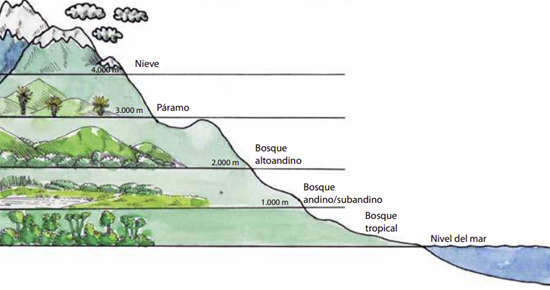 Nieve
4.000 m
3.000 m
Páramo
Bosque
altoandino
2.000 m
Bosque
andino/subandino
1.000 m
Bosque
tropical
Nivel del mar